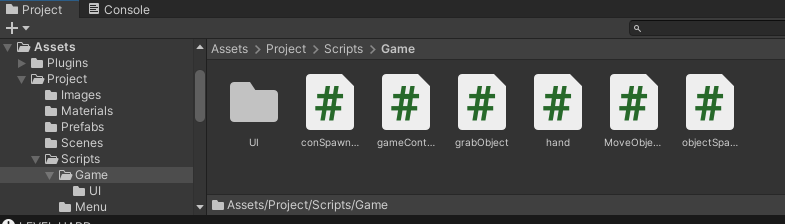 Project Console
Assets
Plugins
Project
Images
Materials
Prefabs
Scenes
Scripts
Game
UI
Menu
Assets > Project > Scripts > Game
UI conSpawn... gameCont... grabObject hand MoveObje... objectSpa...
Assets/Project/Scripts/Game